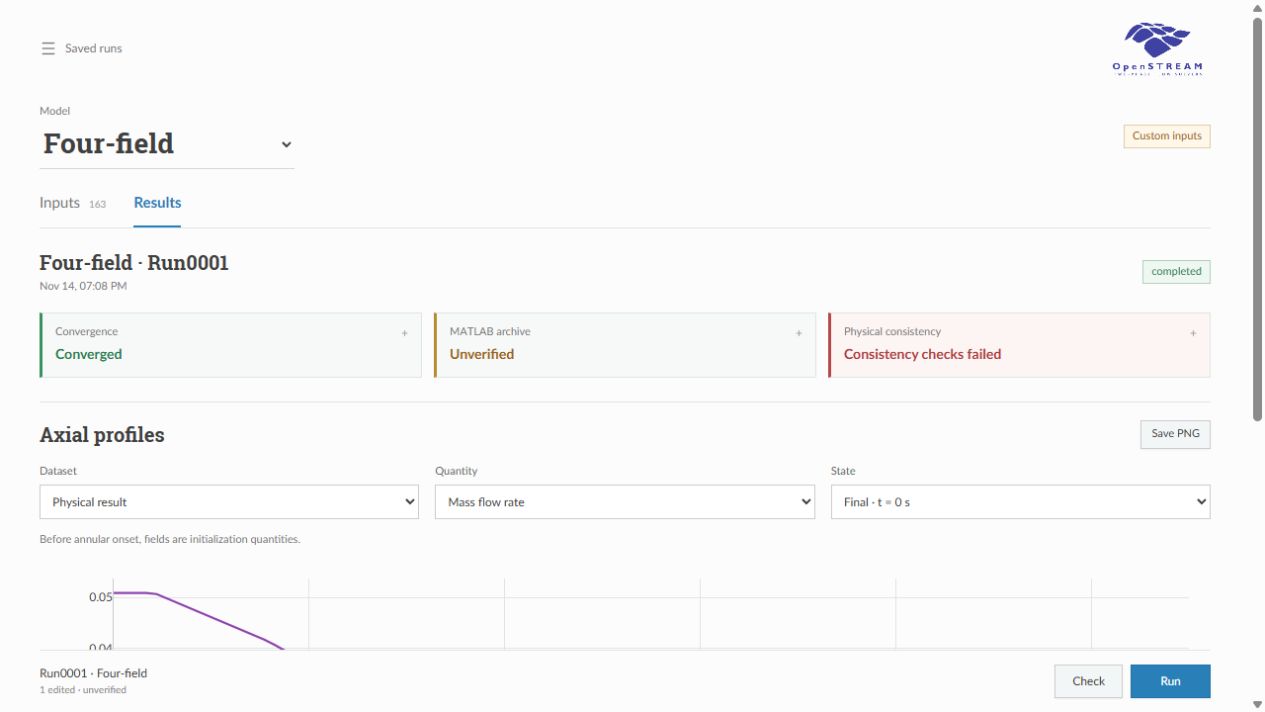 Saved runs
OpenSTREAM
Model
Four-field
Custom inputs
Inputs 163 Results
Four-field · Run0001
Nov 14, 07:08 PM
completed
Convergence +
Converged
MATLAB archive +
Unverified
Physical consistency +
Consistency checks failed
Axial profiles
Save PNG
Dataset
Physical result
Quantity
Mass flow rate
State
Final · t = 0 s
Before annular onset, fields are initialization quantities.
0.05
0.04
Run0001 · Four-field
1 edited · unverified
Check
Run